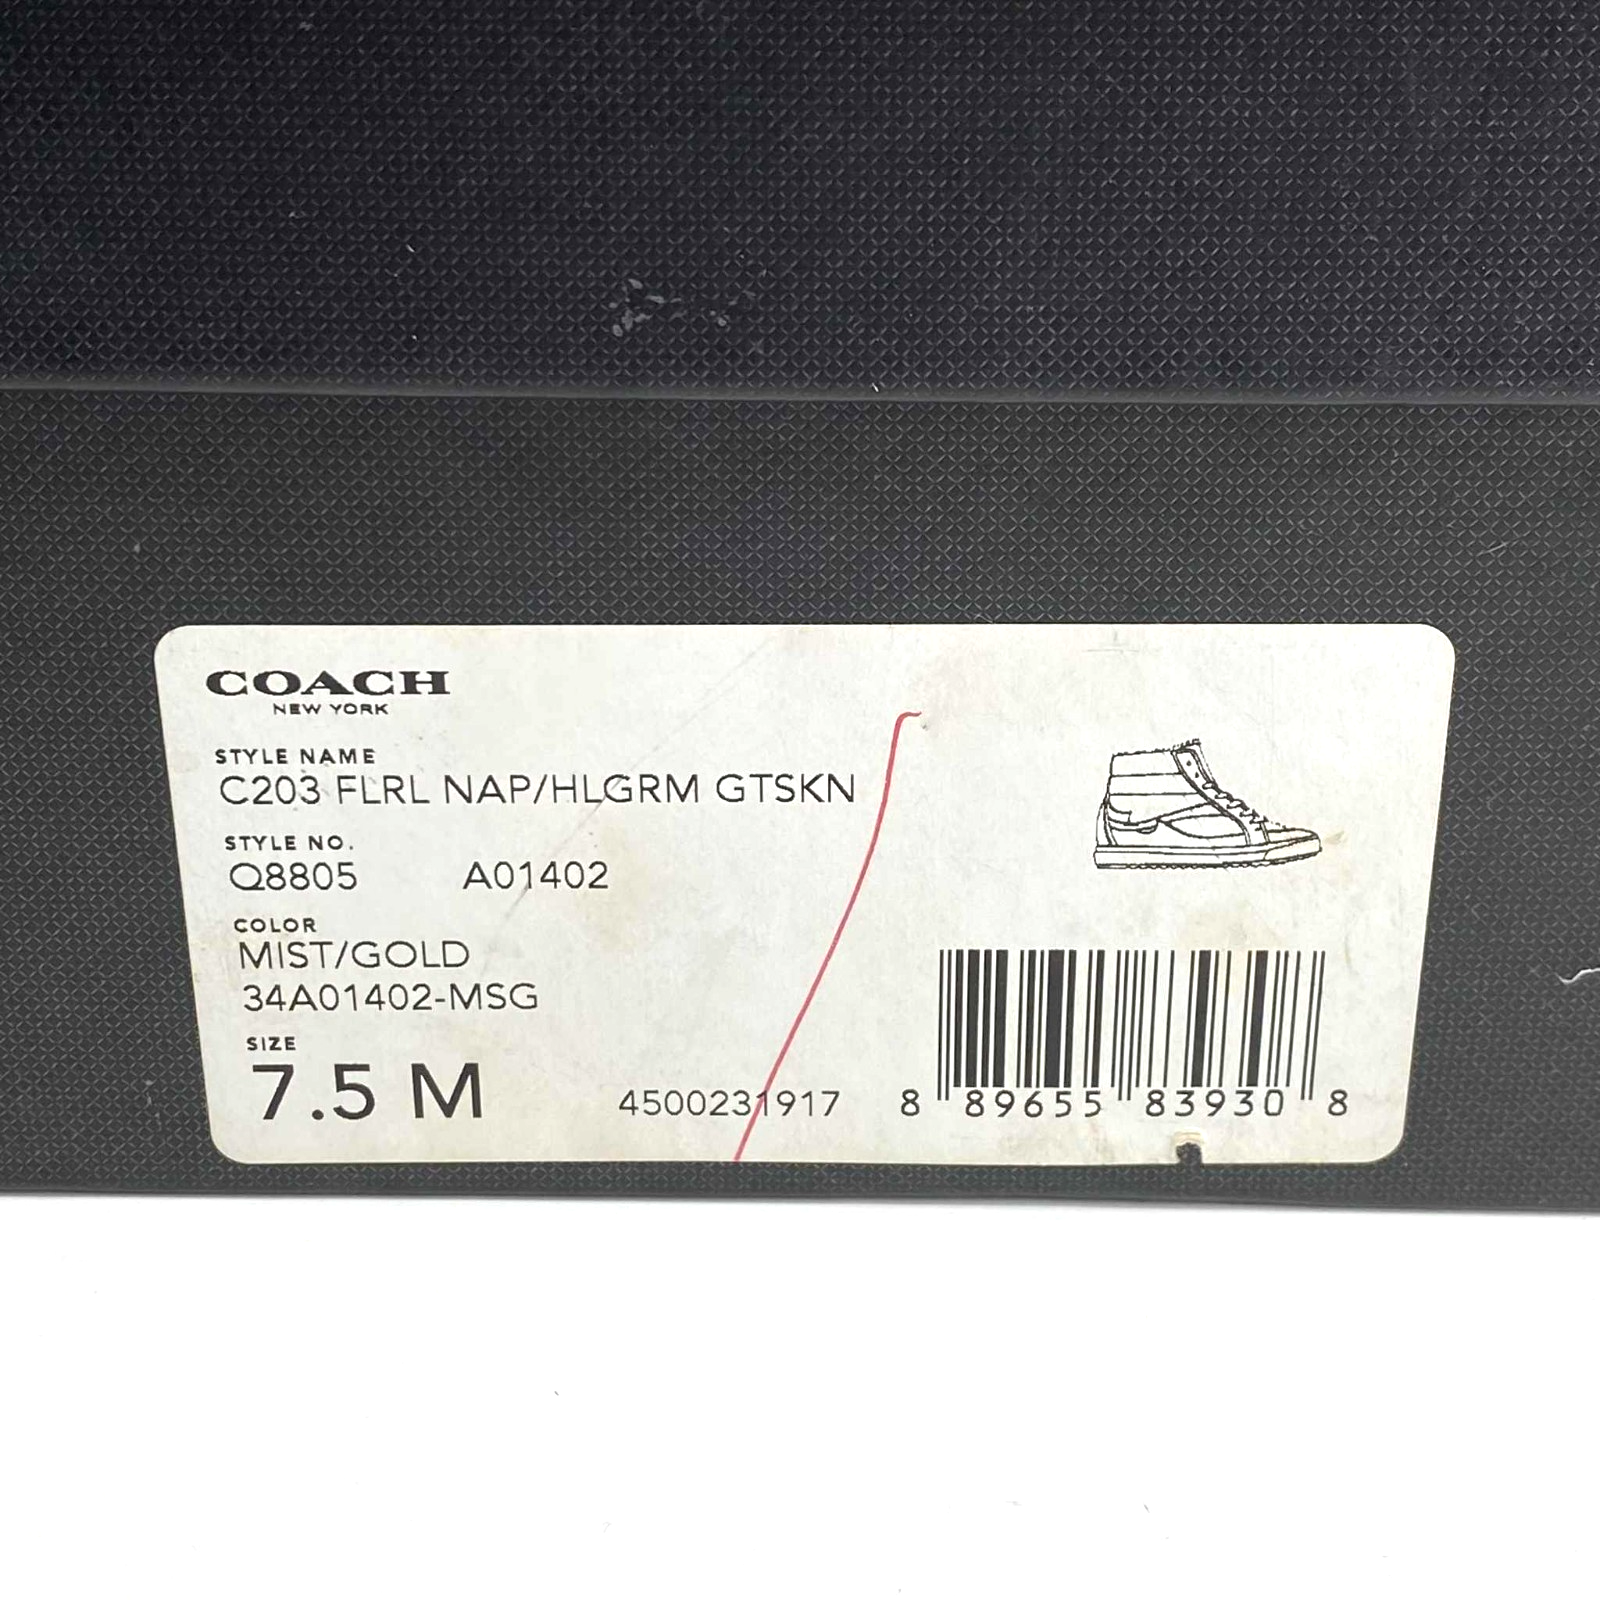 COACH
NEW YORK
STYLE NAME
C203 FLRL NAP/HLGRM GTSKN
STYLE NO.
Q8805 A01402
COLOR
MIST/GOLD
34A01402-MSG
SIZE
7.5 M 4500231917 8 89655 83930 8